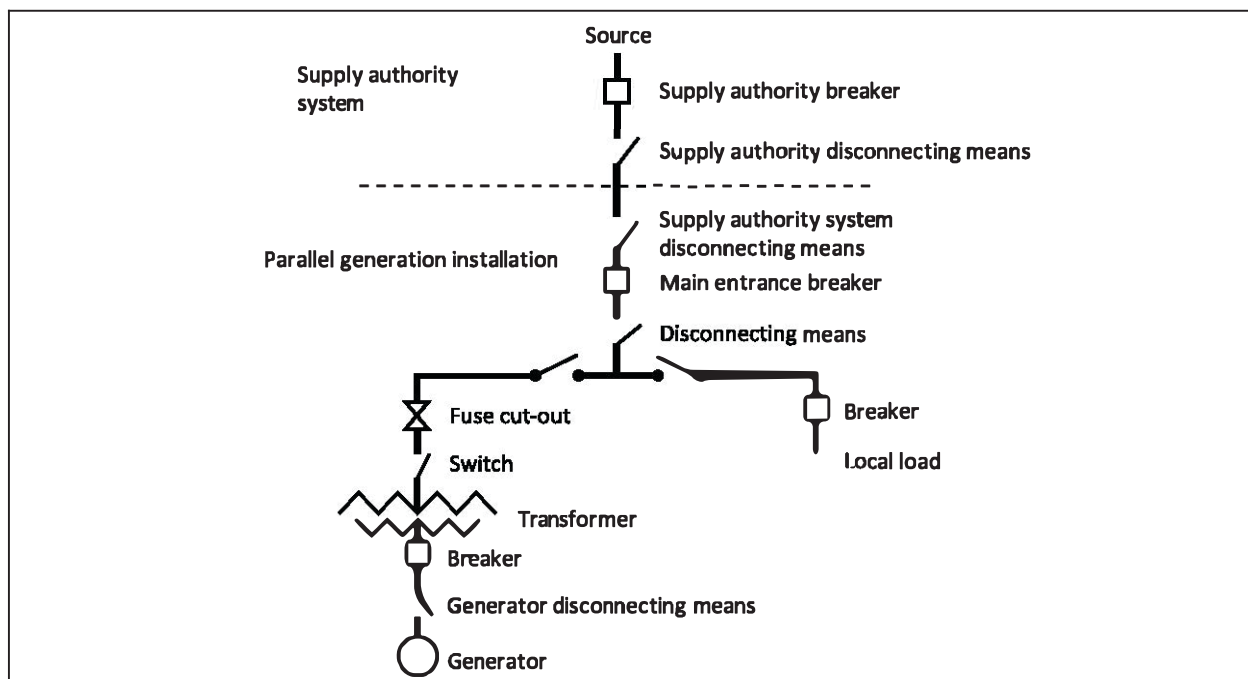 Source
Supply authority
system
Supply authority breaker
Supply authority disconnecting means
Supply authority system
disconnecting means
Parallel generation installation
Main entrance breaker
Disconnecting means
Fuse cut-out
Breaker
Switch
Local load
Transformer
Breaker
Generator disconnecting means
Generator